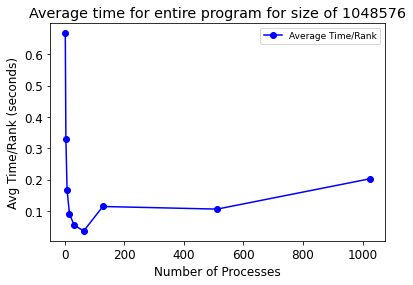 Average time for entire program for size of 1048576
Average Time/Rank
Avg Time/Rank (seconds)
0.6
0.5
0.4
0.3
0.2
0.1
0 200 400 600 800 1000
Number of Processes